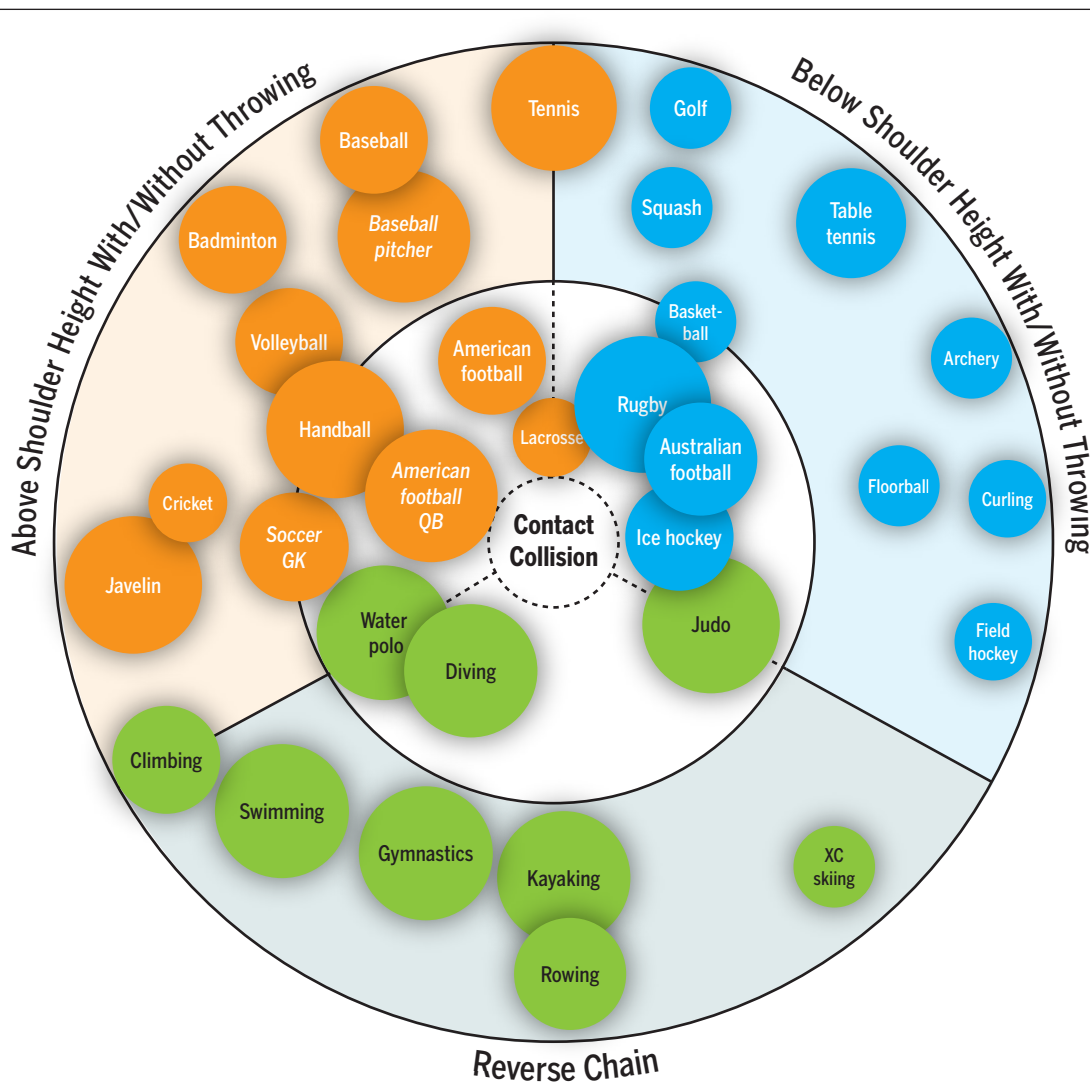 Above Shoulder Height With/Without Throwing
Below Shoulder Height With/Without Throwing
Tennis
Golf
Baseball
Squash
Table
tennis
Baseball
pitcher
Badminton
Basket-
ball
Volleyball
American
football
Archery
Rugby
Handball
Lacrosse
Australian
football
American
football
QB
Floorball
Curling
Cricket
Contact
Collision
Ice hockey
Soccer
GK
Javelin
Water
polo
Judo
Field
hockey
Diving
Climbing
Swimming
Gymnastics
Kayaking
XC
skiing
Rowing
Reverse Chain